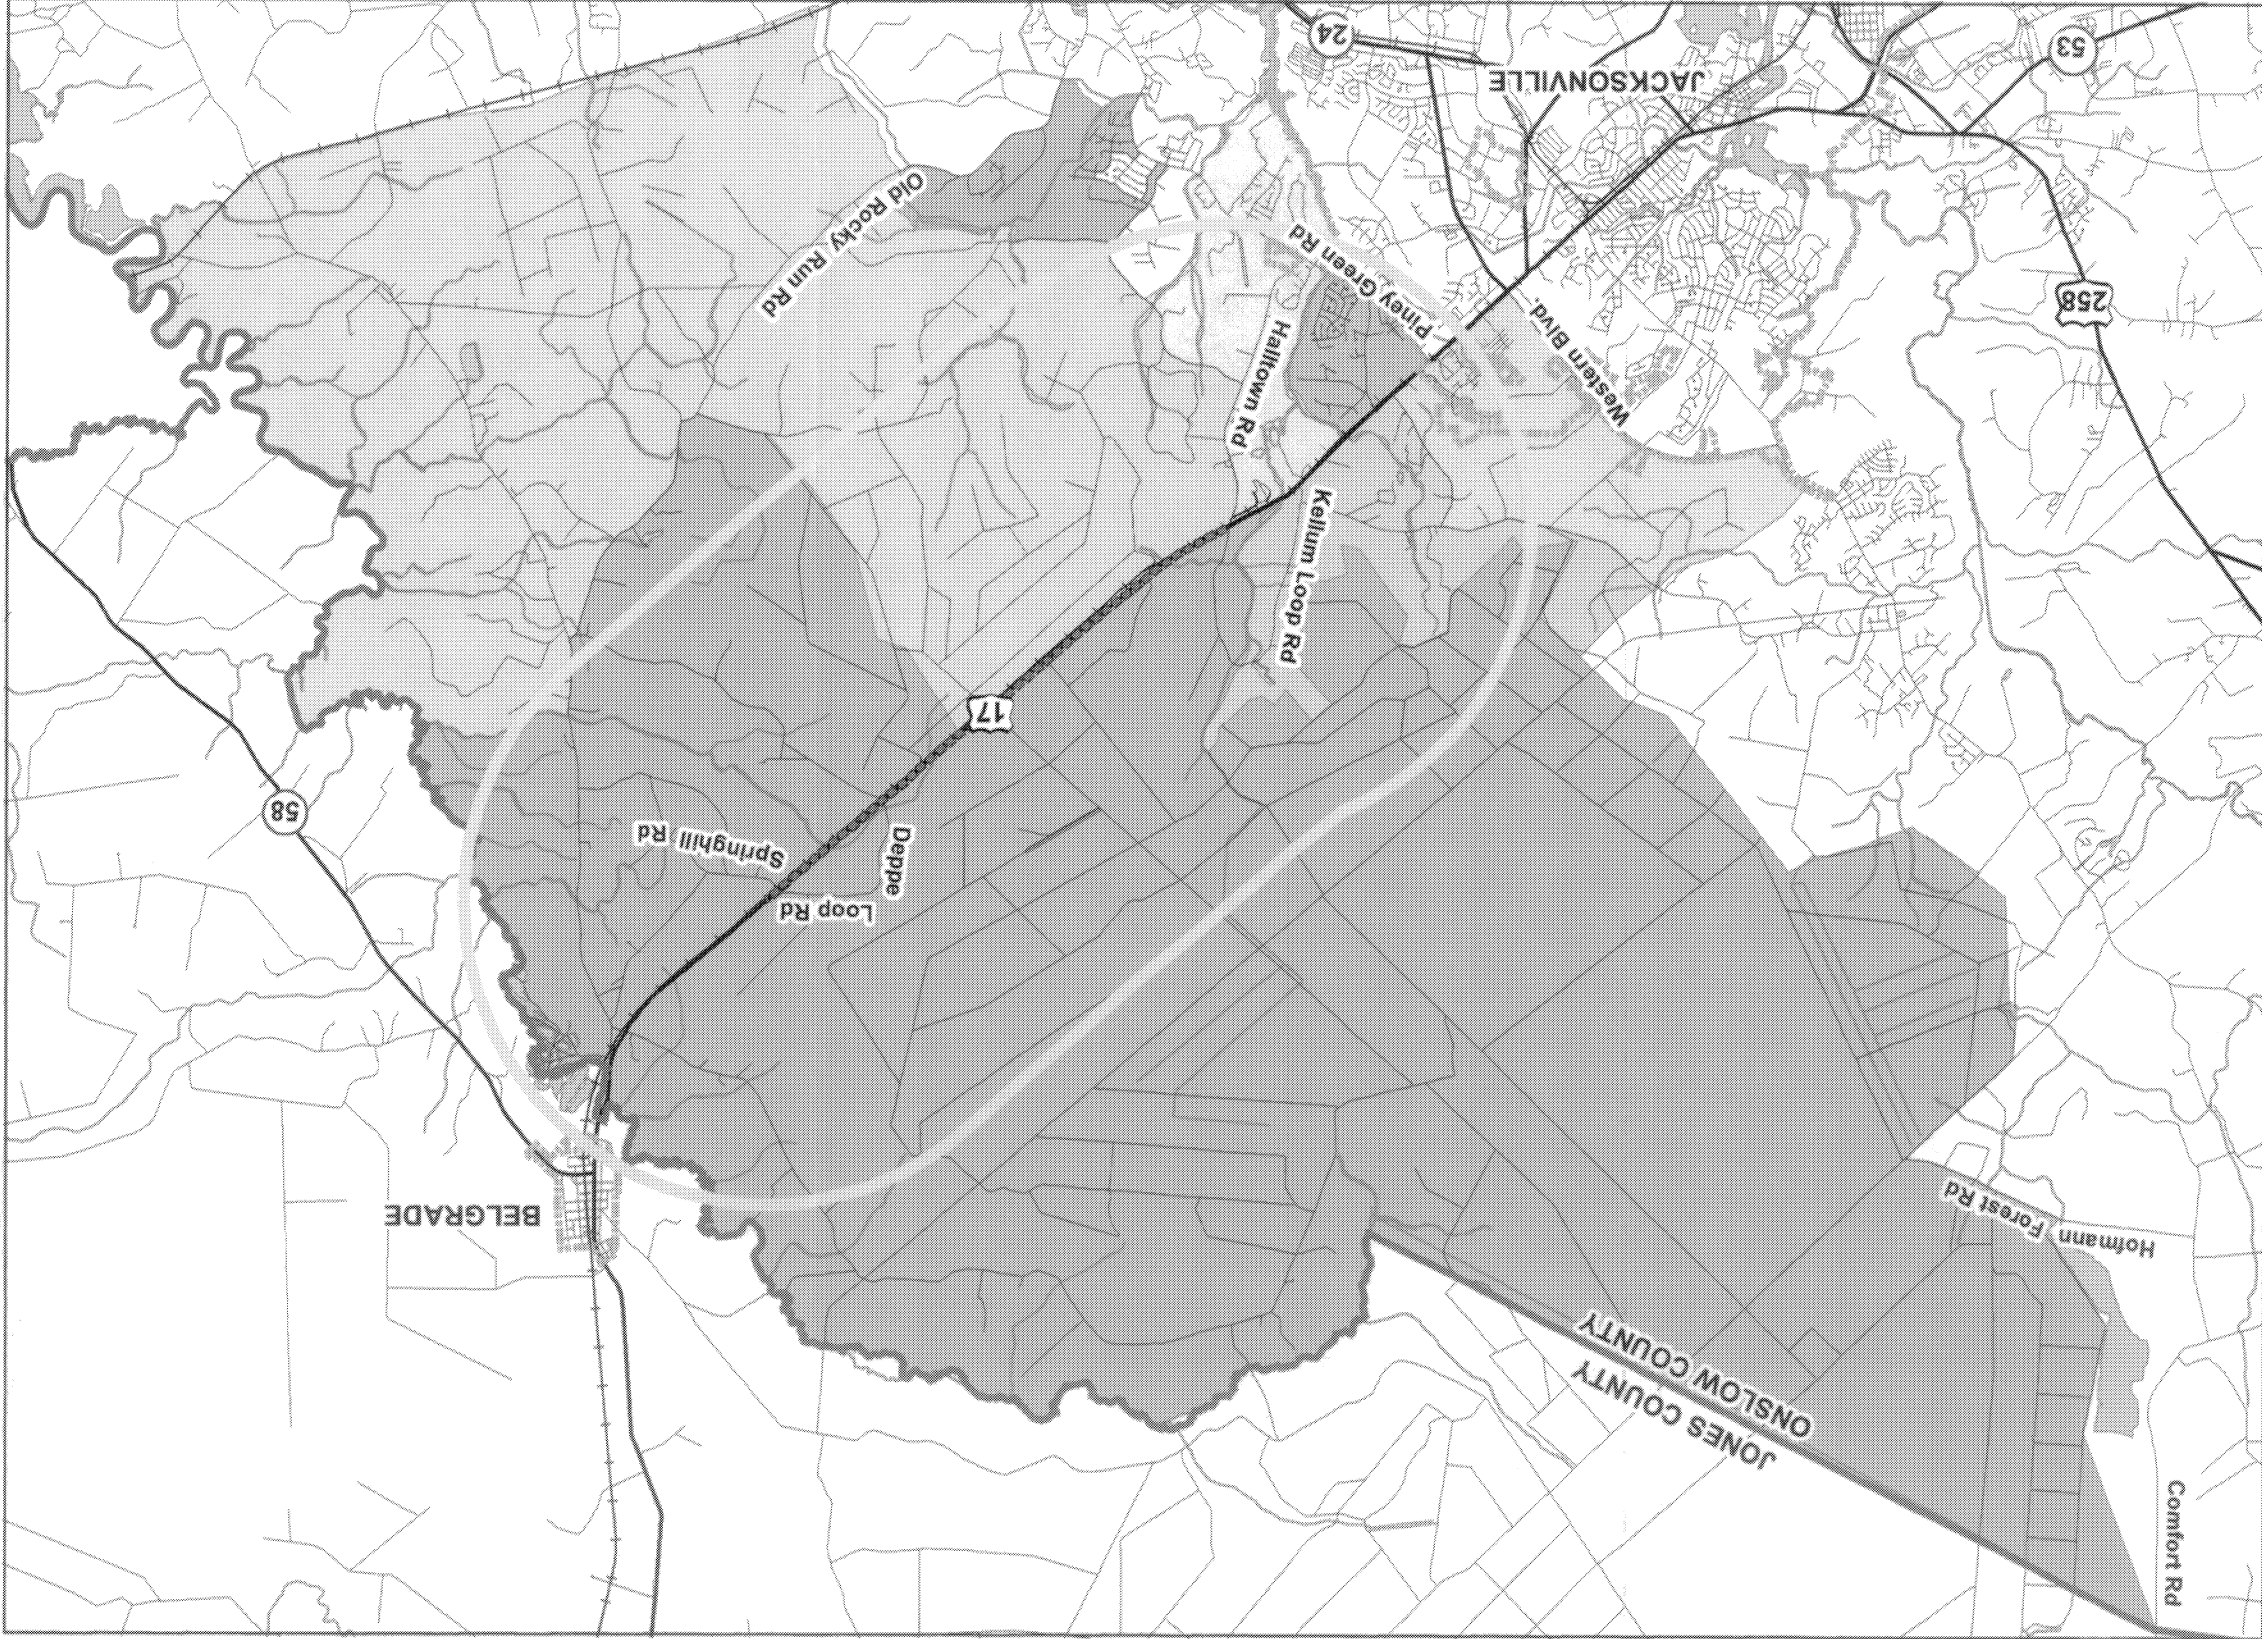 Comfort Rd
JONES COUNTY
ONSLOW COUNTY
Hofmann Forest Rd
BELGRADE
Deppe
Loop Rd
Springhill Rd
58
17
Kellum Loop Rd
Halltown Rd
Western Blvd.
258
Piney Green Rd
Old Rocky Run Rd
JACKSONVILLE
53
24